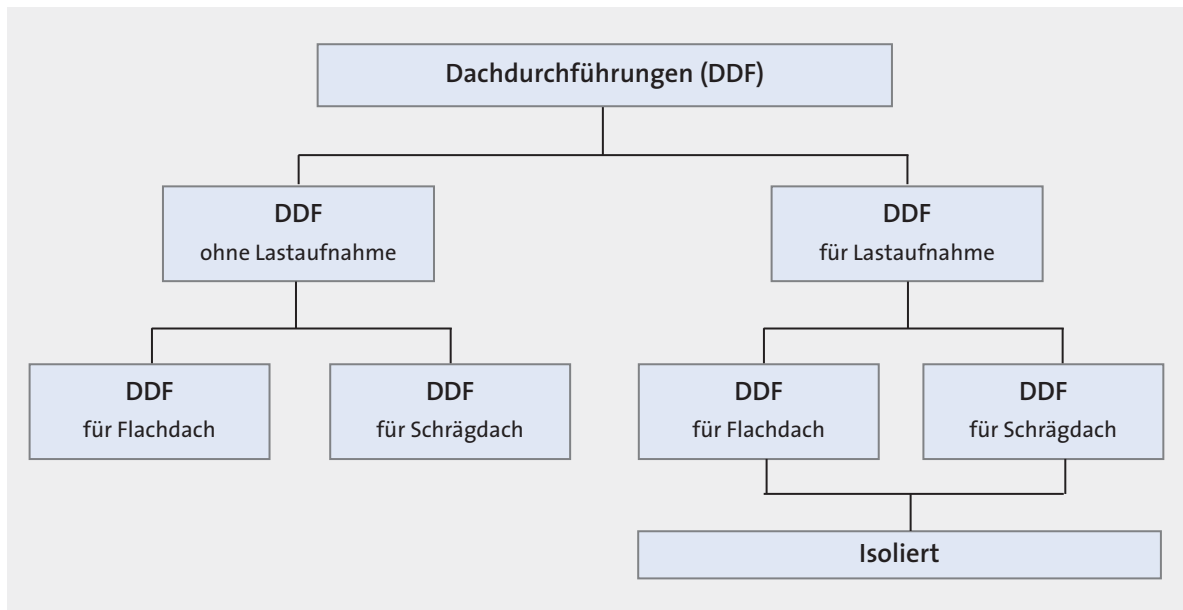 Dachdurchführungen (DDF)
DDF
ohne Lastaufnahme
DDF
für Lastaufnahme
DDF
für Flachdach
DDF
für Schrägdach
DDF
für Flachdach
DDF
für Schrägdach
Isoliert